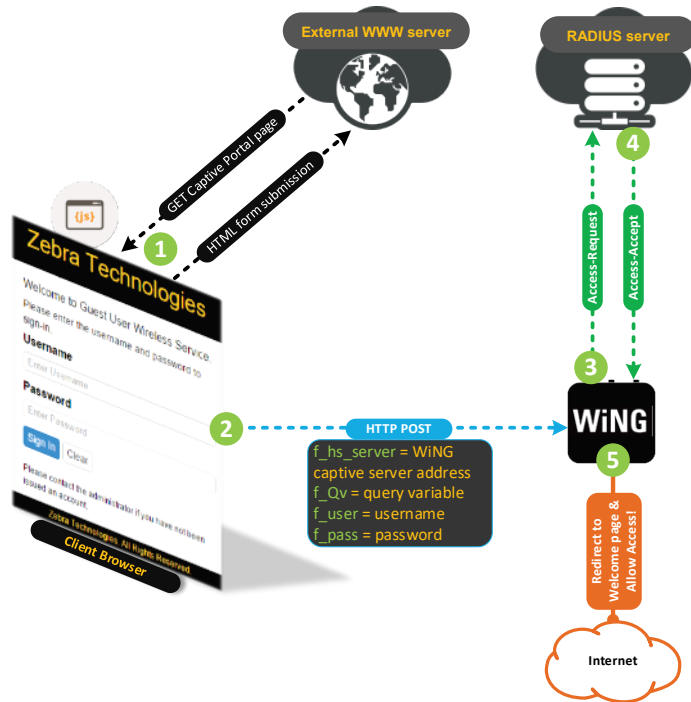 External WWW server
RADIUS server
GET Captive Portal page
HTML form submission
{js}
1
Zebra Technologies
Welcome to Guest User Wireless Service.
Please enter the username and password to
sign-in.
Username
Enter Username
Password
Enter Password
Sign In
Clear
Please contact the administrator if you have not been
issued an account.
Zebra Technologies. All Rights Reserved.
Client Browser
2
HTTP POST
f_hs_server = WiNG
captive server address
f_Qv = query variable
f_user = username
f_pass = password
4
Access-Request
Access-Accept
3
WiNG
5
Redirect to
Welcome page &
Allow Access!
Internet